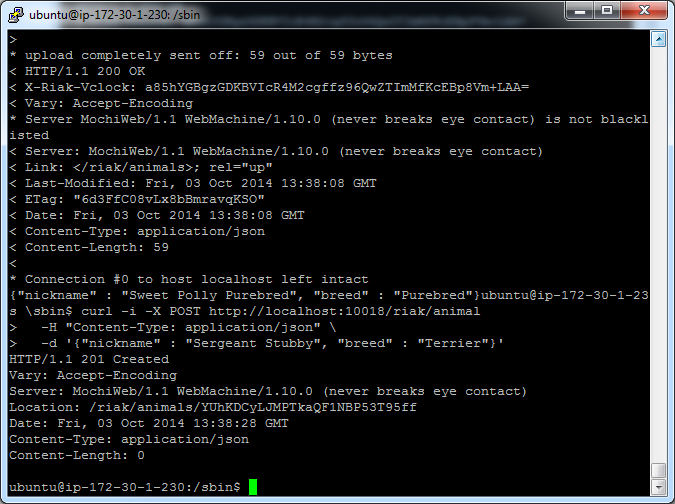 ubuntu@ip-172-30-1-230: /sbin
>
* upload completely sent off: 59 out of 59 bytes
< HTTP/1.1 200 OK
< X-Riak-Vclock: a85hYGBgzGDKBVIcR4M2cgffz96QwZTImMfKcEBp8Vm+LAA=
< Vary: Accept-Encoding
* Server MochiWeb/1.1 WebMachine/1.10.0 (never breaks eye contact) is not blackl
isted
< Server: MochiWeb/1.1 WebMachine/1.10.0 (never breaks eye contact)
< Link: </riak/animals>; rel="up"
< Last-Modified: Fri, 03 Oct 2014 13:38:08 GMT
< ETag: "6d3FfC08vLx8bBmravqKSO"
< Date: Fri, 03 Oct 2014 13:38:08 GMT
< Content-Type: application/json
< Content-Length: 59
<
* Connection #0 to host localhost left intact
{"nickname" : "Sweet Polly Purebred", "breed" : "Purebred"}ubuntu@ip-172-30-1-23
s \sbin$ curl -i -X POST http://localhost:10018/riak/animal
>   -H "Content-Type: application/json" \
>   -d '{"nickname" : "Sergeant Stubby", "breed" : "Terrier"}'
HTTP/1.1 201 Created
Vary: Accept-Encoding
Server: MochiWeb/1.1 WebMachine/1.10.0 (never breaks eye contact)
Location: /riak/animals/YUhKDCyLJMPTkaQF1NBP53T95ff
Date: Fri, 03 Oct 2014 13:38:28 GMT
Content-Type: application/json
Content-Length: 0
ubuntu@ip-172-30-1-230:/sbin$